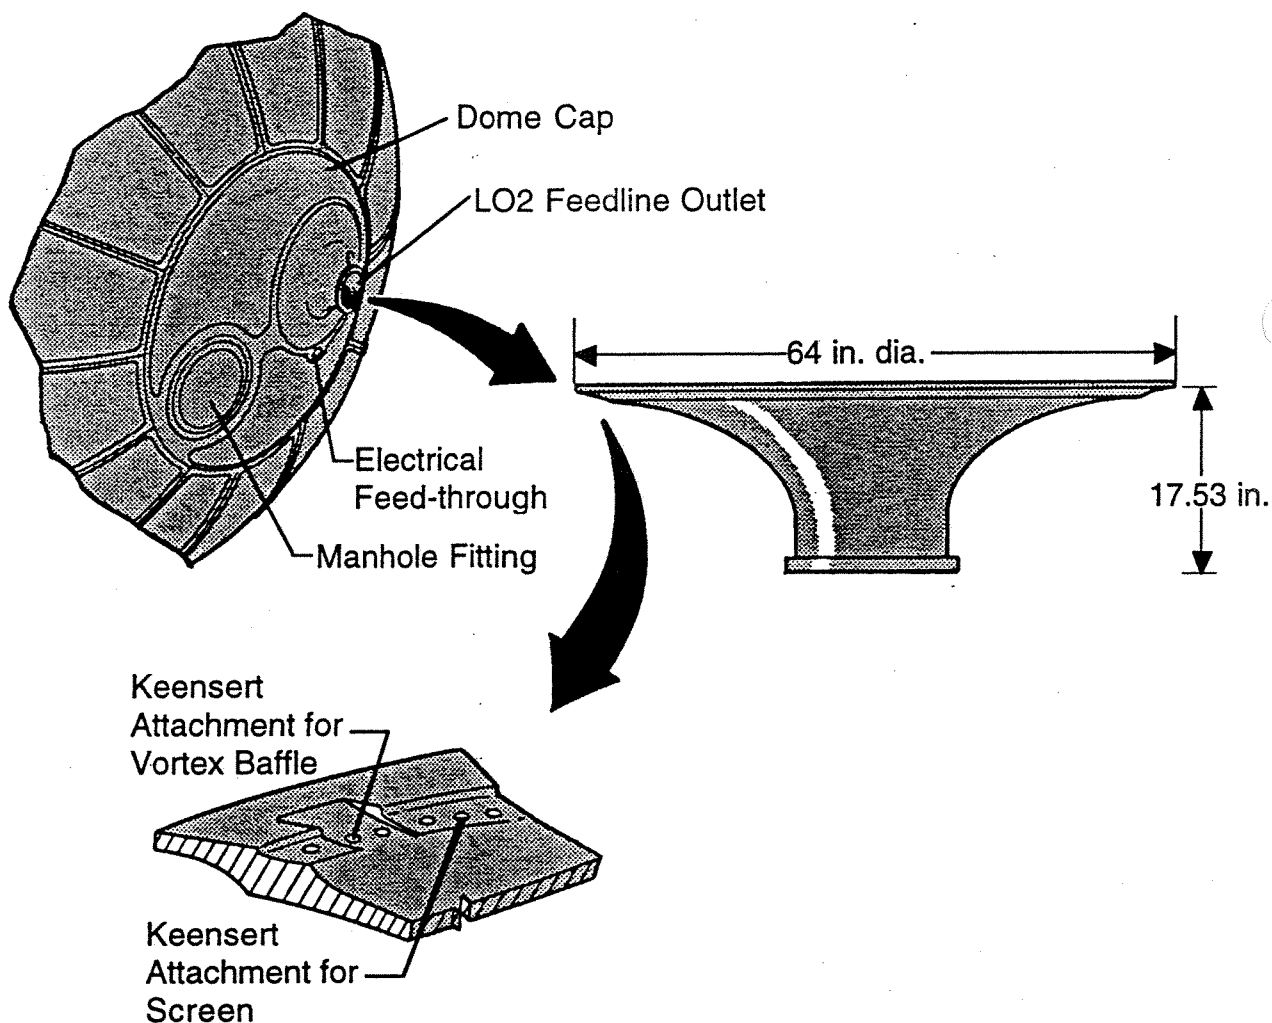 Dome Cap
LO2 Feedline Outlet
64 in. dia.
17.53 in.
Electrical
Feed-through
Manhole Fitting
Keensert
Attachment for
Vortex Baffle
Keensert
Attachment for
Screen